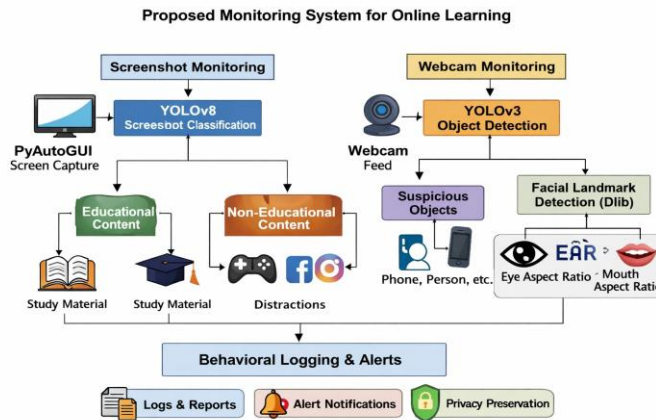 Proposed Monitoring System for Online Learning
Screenshot Monitoring
Webcam Monitoring
YOLOv8
Screesbot Classification
YOLOv3
Object Detection
PyAutoGUI
Screen Capture
Webcam
Feed
Educational
Content
Non-Educational
Content
Suspicious
Objects
Facial Landmark
Detection (Dlib)
Study Material
Study Material
Distractions
Phone, Person, etc.
EAR
Eye Aspect Ratio
Mouth
Aspect Ratio
Behavioral Logging & Alerts
Logs & Reports
Alert Notifications
Privacy Preservation